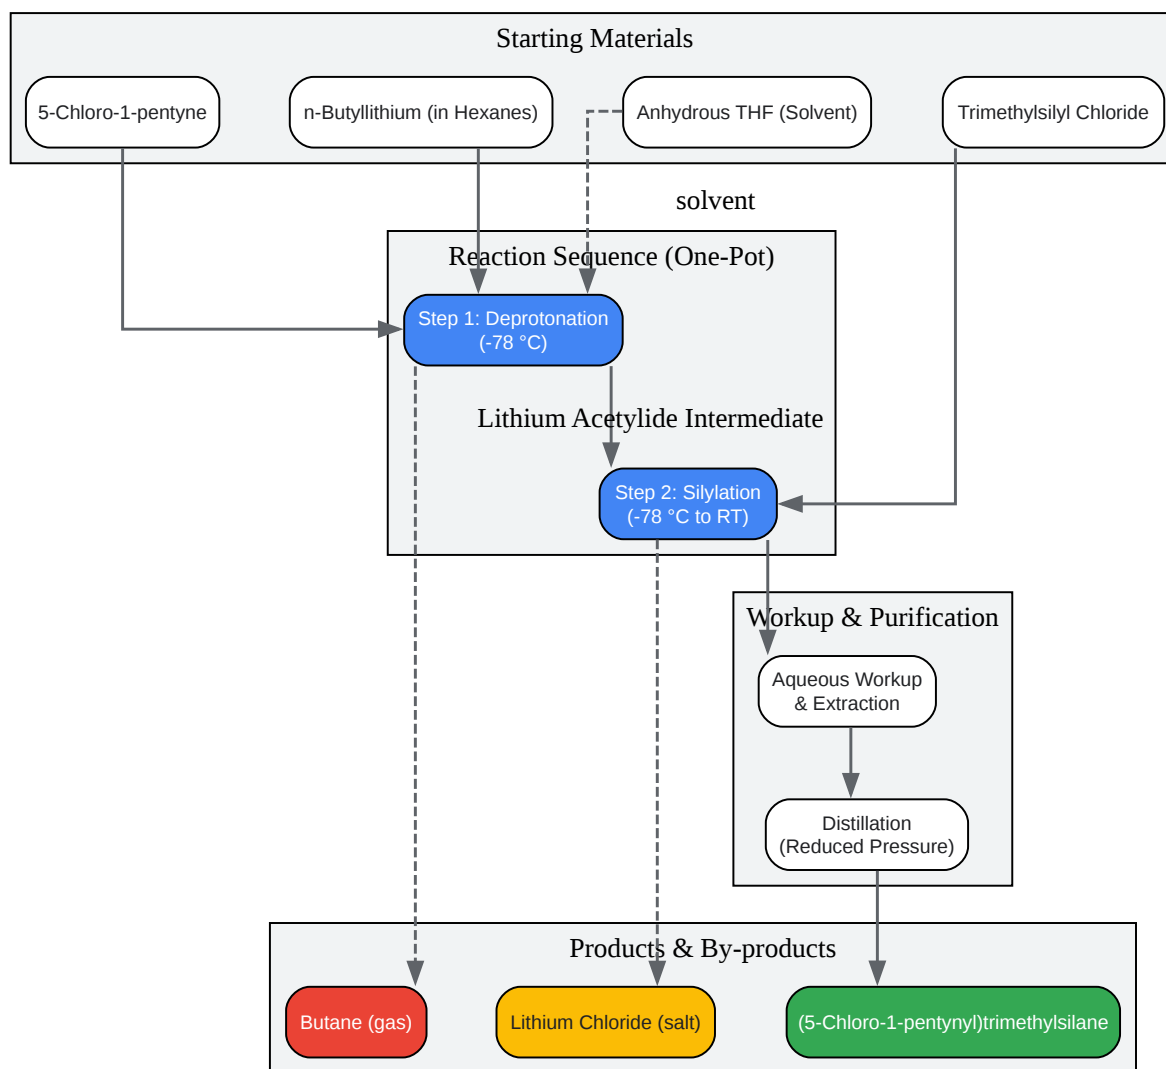 Starting Materials
5-Chloro-1-pentyne
n-Butyllithium (in Hexanes)
Anhydrous THF (Solvent)
Trimethylsilyl Chloride
solvent
Reaction Sequence (One-Pot)
Step 1: Deprotonation
(-78 °C)
Lithium Acetylide Intermediate
Step 2: Silylation
(-78 °C to RT)
Workup & Purification
Aqueous Workup
& Extraction
Distillation
(Reduced Pressure)
Products & By-products
Butane (gas)
Lithium Chloride (salt)
(5-Chloro-1-pentynyl)trimethylsilane